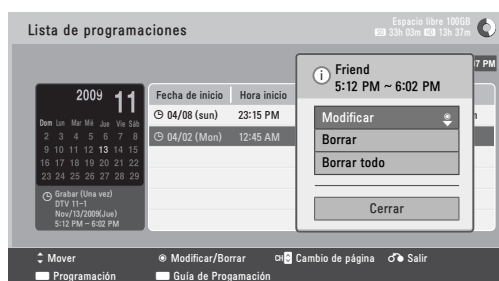 Lista de programaciones
Espacio libre 100GB
SD 33h 03m HD 13h 37m
7 PM
2009 11
Dom Lun Mar Mié Jue Vie Sáb
2 3 4 5 6 7 8
9 10 11 12 13 14 15
16 17 18 19 20 21 22
23 24 25 26 27 28 29
Grabar (Una vez)
DTV 11-1
Nov/13/2009(Jue)
5:12 PM ~ 6:02 PM
Fecha de inicio Hora inicio
04/08 (sun) 23:15 PM
04/02 (Mon) 12:45 AM
Friend
5:12 PM ~ 6:02 PM
Modificar
Borrar
Borrar todo
Cerrar
Mover Modificar/Borrar CH Cambio de página Salir
Programación Guía de Progamación